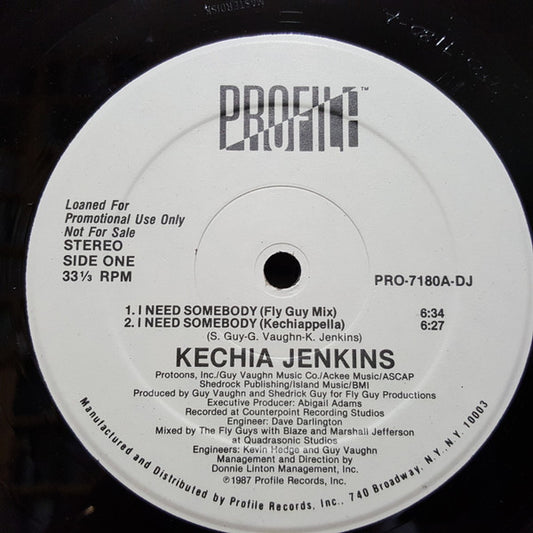 MASTERDISK
PROFILE™
Loaned For
Promotional Use Only
Not For Sale
STEREO
SIDE ONE
33⅓ RPM
PRO-7180A-DJ
1. I NEED SOMEBODY (Fly Guy Mix) 6:34
2. I NEED SOMEBODY (Kechiappella) 6:27
(S. Guy-G. Vaughn-K. Jenkins)
KECHIA JENKINS
Protoons, Inc./Guy Vaughn Music Co./Ackee Music/ASCAP
Shedrock Publishing/Island Music/BMI
Produced by Guy Vaughn and Shedrick Guy for Fly Guy Productions
Executive Producer: Abigail Adams
Recorded at Counterpoint Recording Studios
Engineer: Dave Darlington
Mixed by The Fly Guys with Blaze and Marshall Jefferson
at Quadrasonic Studios
Engineers: Kevin Hedge and Guy Vaughn
Management and Direction by
Donnie Linton Management, Inc.
℗1987 Profile Records, Inc.
Manufactured and Distributed by Profile Records, Inc., 740 Broadway, N.Y., N.Y. 10003